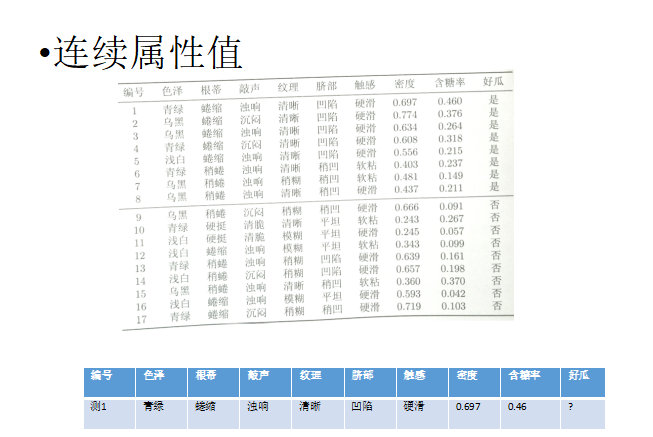 •连续属性值
编号 色泽 根蒂 敲声 纹理 脐部 触感 密度 含糖率 好瓜
1 青绿 蜷缩 浊响 清晰 凹陷 硬滑 0.697 0.460 是
2 乌黑 蜷缩 沉闷 清晰 凹陷 硬滑 0.774 0.376 是
3 乌黑 蜷缩 浊响 清晰 凹陷 硬滑 0.634 0.264 是
4 青绿 蜷缩 沉闷 清晰 凹陷 硬滑 0.608 0.318 是
5 浅白 蜷缩 浊响 清晰 凹陷 硬滑 0.556 0.215 是
6 青绿 稍蜷 浊响 清晰 稍凹 软粘 0.403 0.237 是
7 乌黑 稍蜷 浊响 稍糊 稍凹 软粘 0.481 0.149 是
8 乌黑 稍蜷 浊响 清晰 稍凹 硬滑 0.437 0.211 是
9 乌黑 稍蜷 沉闷 稍糊 稍凹 硬滑 0.666 0.091 否
10 青绿 硬挺 清脆 清晰 平坦 软粘 0.243 0.267 否
11 浅白 硬挺 清脆 模糊 平坦 硬滑 0.245 0.057 否
12 浅白 蜷缩 浊响 模糊 平坦 软粘 0.343 0.099 否
13 青绿 稍蜷 浊响 稍糊 凹陷 硬滑 0.639 0.161 否
14 浅白 稍蜷 沉闷 稍糊 凹陷 硬滑 0.657 0.198 否
15 乌黑 稍蜷 浊响 清晰 稍凹 软粘 0.360 0.370 否
16 浅白 蜷缩 浊响 模糊 平坦 硬滑 0.593 0.042 否
17 青绿 蜷缩 沉闷 稍糊 稍凹 硬滑 0.719 0.103 否
编号 色泽 根蒂 敲声 纹理 脐部 触感 密度 含糖率 好瓜
测1 青绿 蜷缩 浊响 清晰 凹陷 硬滑 0.697 0.46 ?